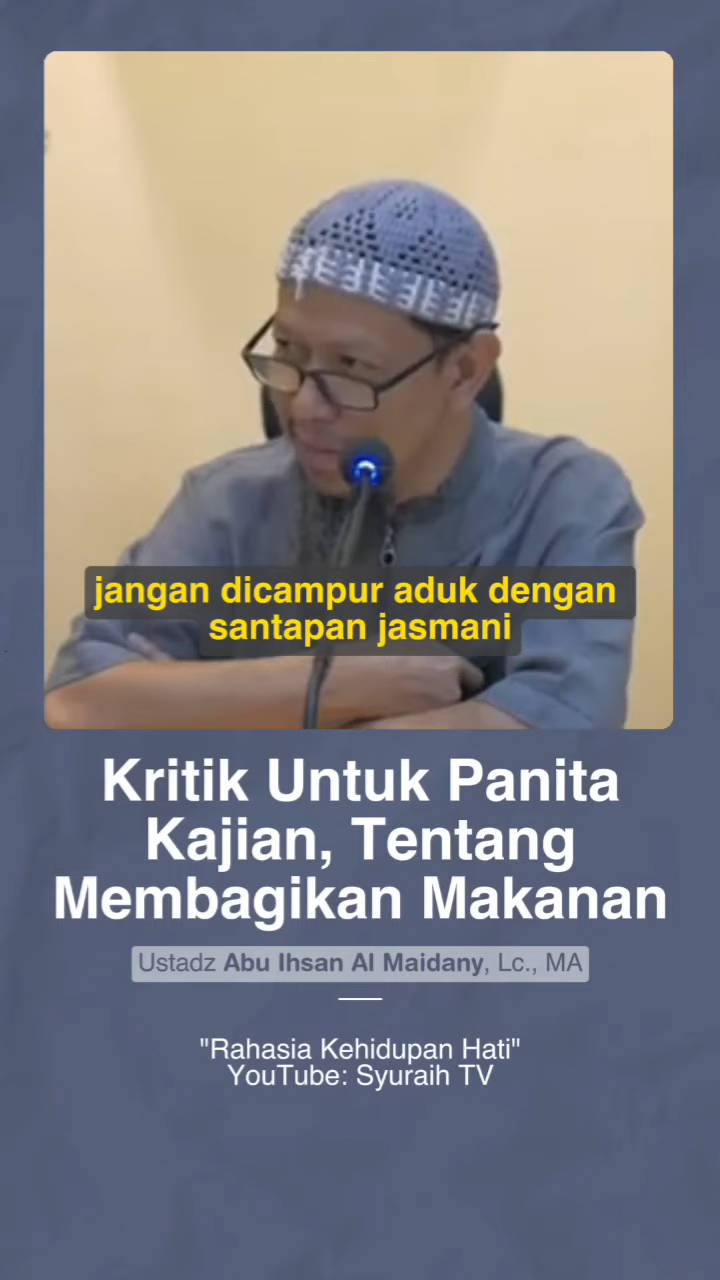 jangan dicampur aduk dengan
santapan jasmani
Kritik Untuk Panita
Kajian, Tentang
Membagikan Makanan
Ustadz Abu Ihsan Al Maidany, Lc., MA
"Rahasia Kehidupan Hati"
YouTube: Syuraih TV